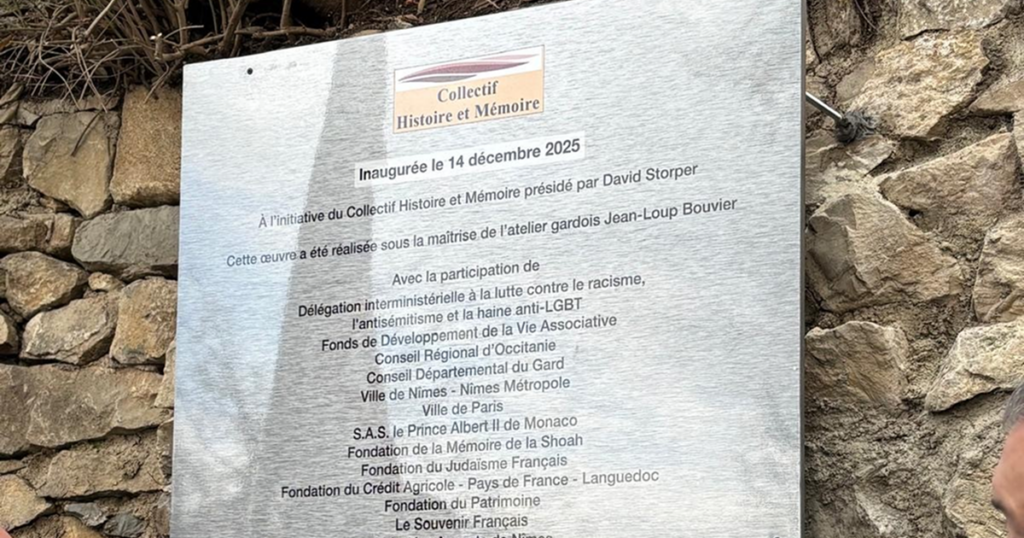 Collectif
Histoire et Mémoire
Inaugurée le 14 décembre 2025
À l'initiative du Collectif Histoire et Mémoire présidé par David Storper
Cette œuvre a été réalisée sous la maîtrise de l'atelier gardois Jean-Loup Bouvier
Avec la participation de
Délégation interministérielle à la lutte contre le racisme,
l'antisémitisme et la haine anti-LGBT
Fonds de Développement de la Vie Associative
Conseil Régional d'Occitanie
Conseil Départemental du Gard
Ville de Nîmes - Nîmes Métropole
Ville de Paris
S.A.S. le Prince Albert II de Monaco
Fondation de la Mémoire de la Shoah
Fondation du Judaïsme Français
Fondation du Crédit Agricole - Pays de France - Languedoc
Fondation du Patrimoine
Le Souvenir Français
de Nîmes